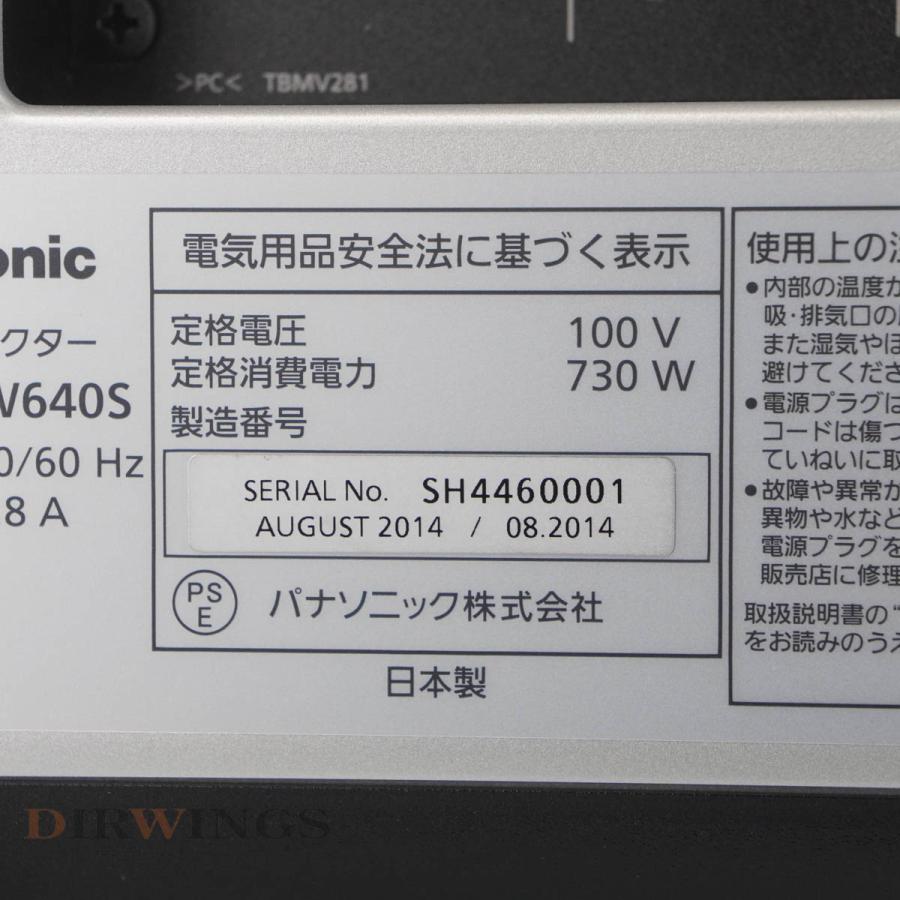 >PC< TBMV281
onic
クター
W640S
0/60 Hz
8 A
電気用品安全法に基づく表示
定格電圧 100 V
定格消費電力 730 W
製造番号
SERIAL No. SH4460001
AUGUST 2014 / 08.2014
PS
E
パナソニック株式会社
日本製
使用上の注
●内部の温度が
吸・排気口の
また湿気やほ
避けてくださ
●電源プラグは
コードは傷つ
ていねいに取
●故障や異常が
異物や水など
電源プラグを
販売店に修理
取扱説明書の“
をお読みのうえ
DIRWINGS